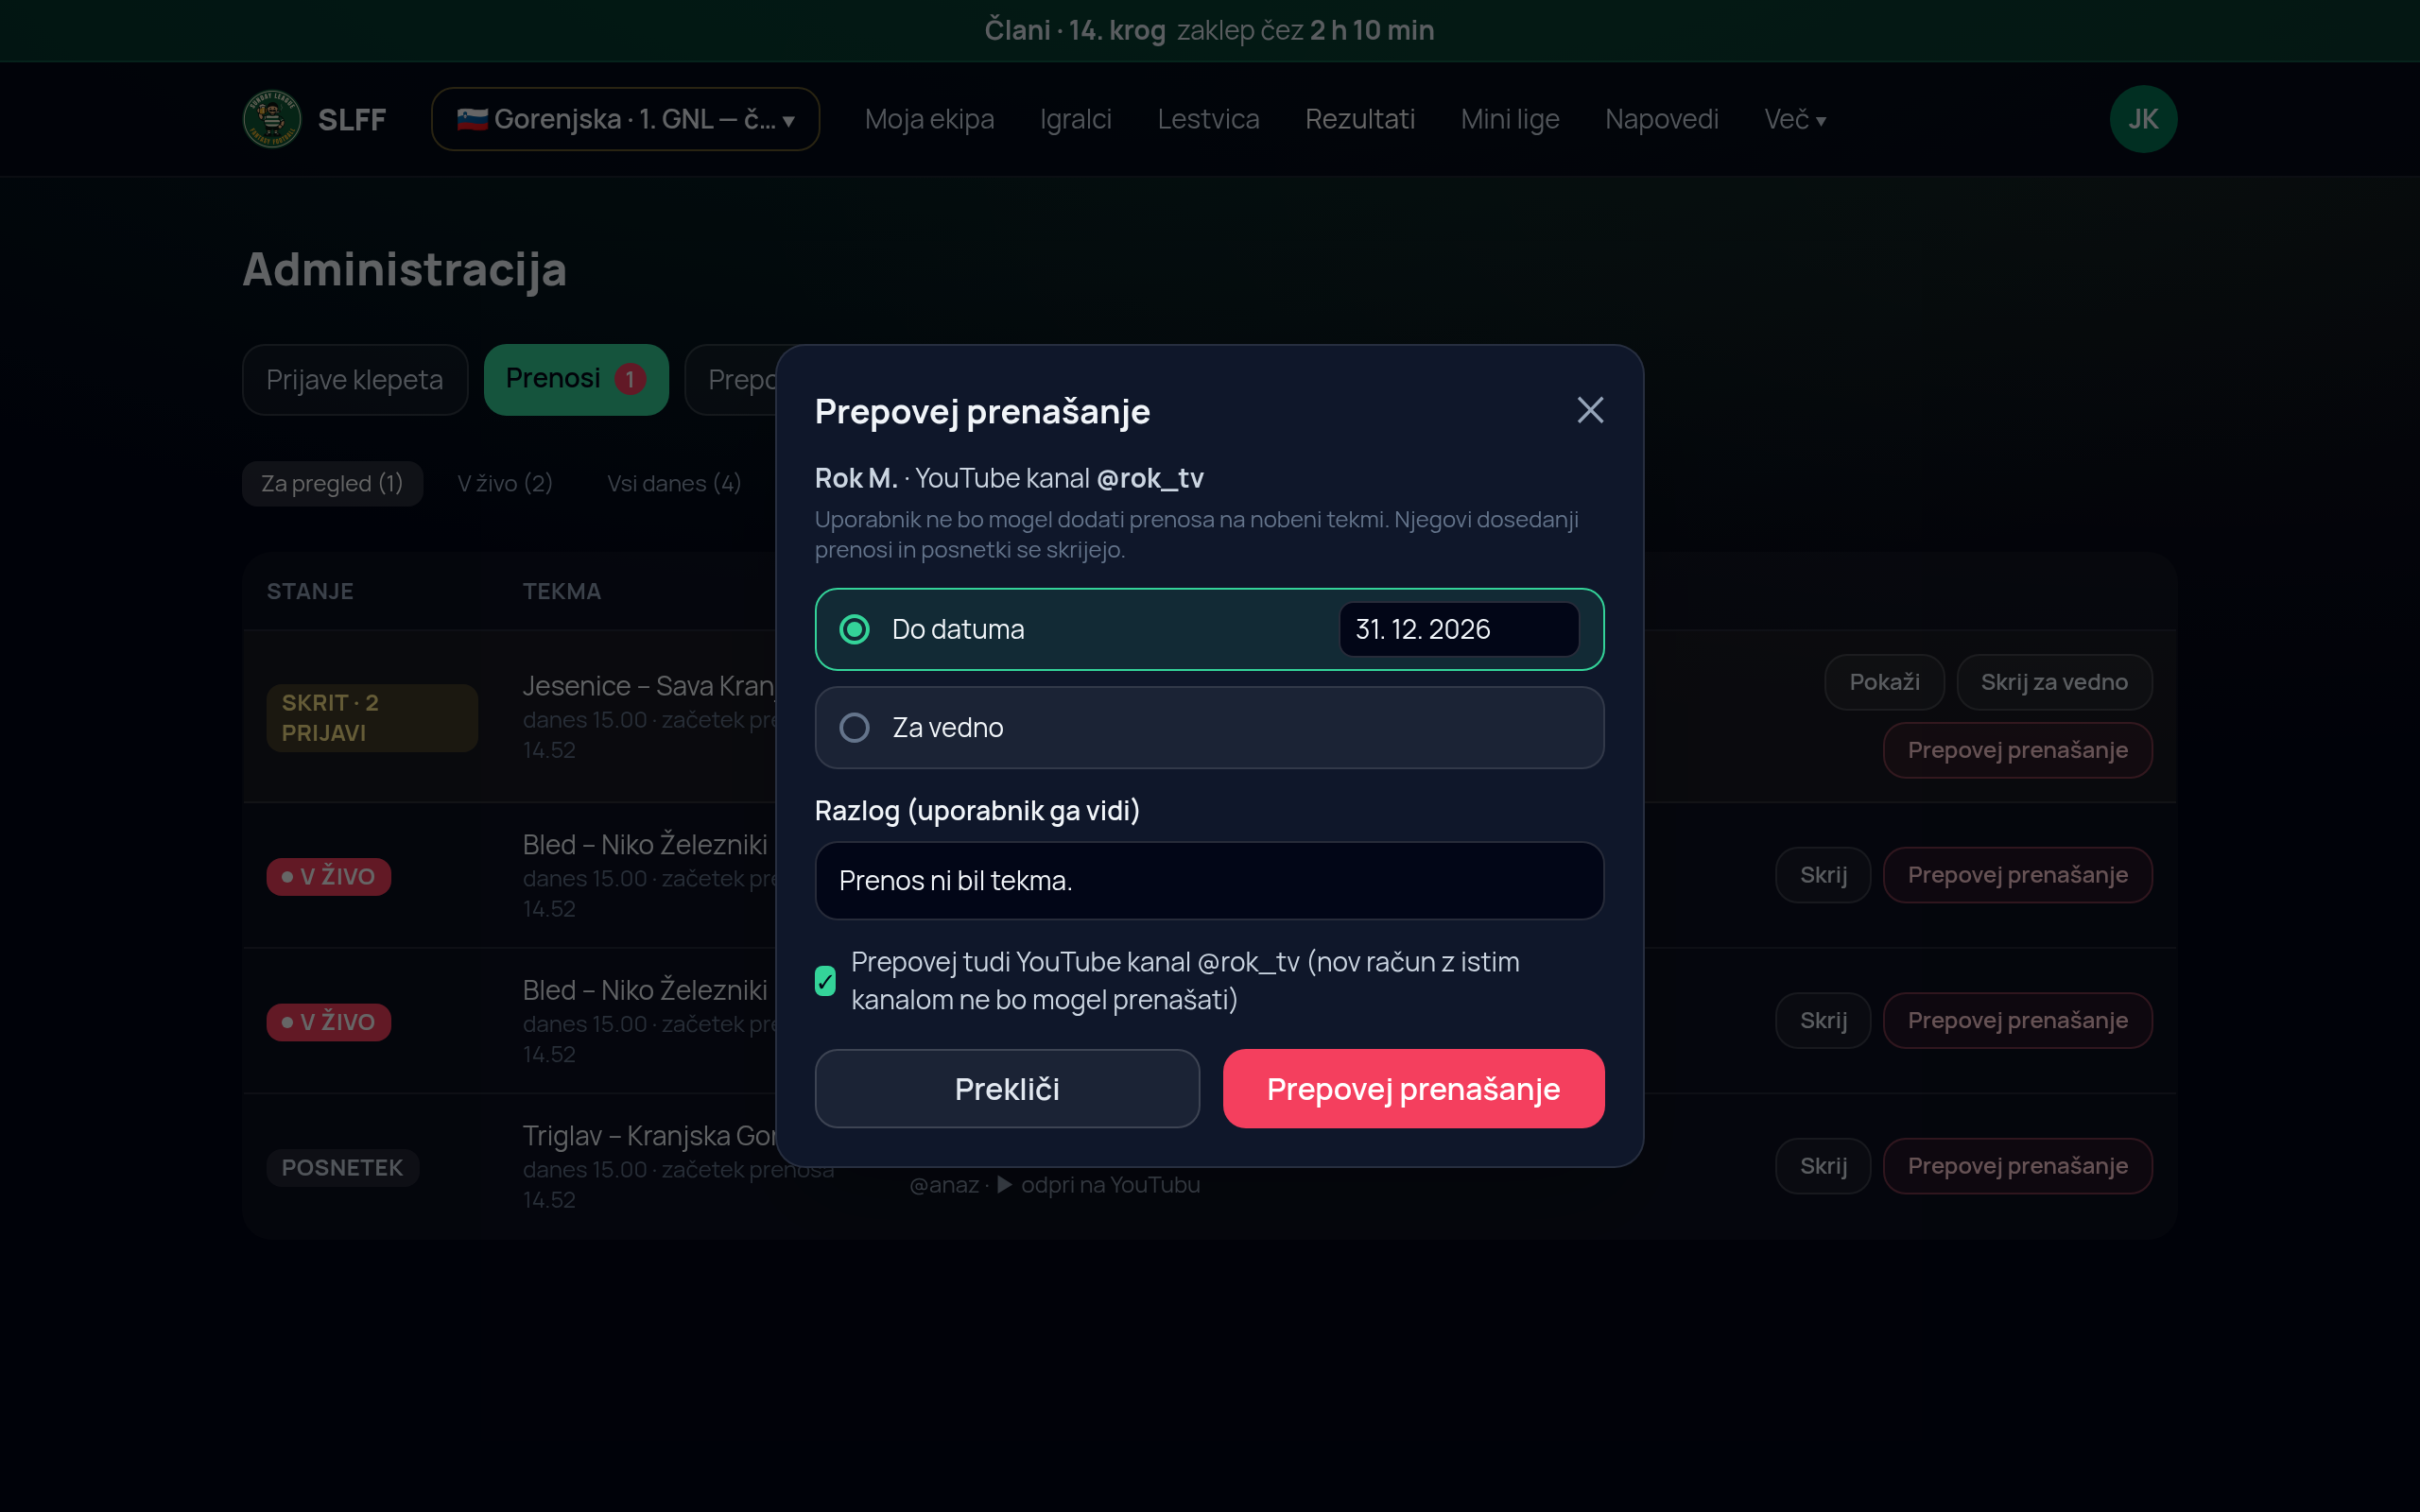 Člani · 14. krog zaklep čez 2 h 10 min
SLFF
Gorenjska · 1. GNL — č... ▾
Moja ekipa
Igralci
Lestvica
Rezultati
Mini lige
Napovedi
Več ▾
JK
Administracija
Prijave klepeta
Prenosi 1
Za pregled (1)
V živo (2)
Vsi danes (4)
STANJE
TEKMA
SKRIT · 2
PRIJAVI
Jesenice – Sava
danes 15.00 · začetek
14.52
Pokaži
Skrij za vedno
Prepovej prenašanje
● V ŽIVO
Bled – Niko Železniki
danes 15.00 · začetek
14.52
Skrij
Prepovej prenašanje
● V ŽIVO
Bled – Niko Železniki
danes 15.00 · začetek
14.52
Skrij
Prepovej prenašanje
POSNETEK
Triglav – Kranjska
danes 15.00 · začetek prenosa
14.52
@anaz · ▶ odpri na YouTubu
Skrij
Prepovej prenašanje
Prepovej prenašanje
Rok M. · YouTube kanal @rok_tv
Uporabnik ne bo mogel dodati prenosa na nobeni tekmi. Njegovi dosedanji
prenosi in posnetki se skrijejo.
Do datuma
31. 12. 2026
Za vedno
Razlog (uporabnik ga vidi)
Prenos ni bil tekma.
✓ Prepovej tudi YouTube kanal @rok_tv (nov račun z istim
kanalom ne bo mogel prenašati)
Prekliči
Prepovej prenašanje